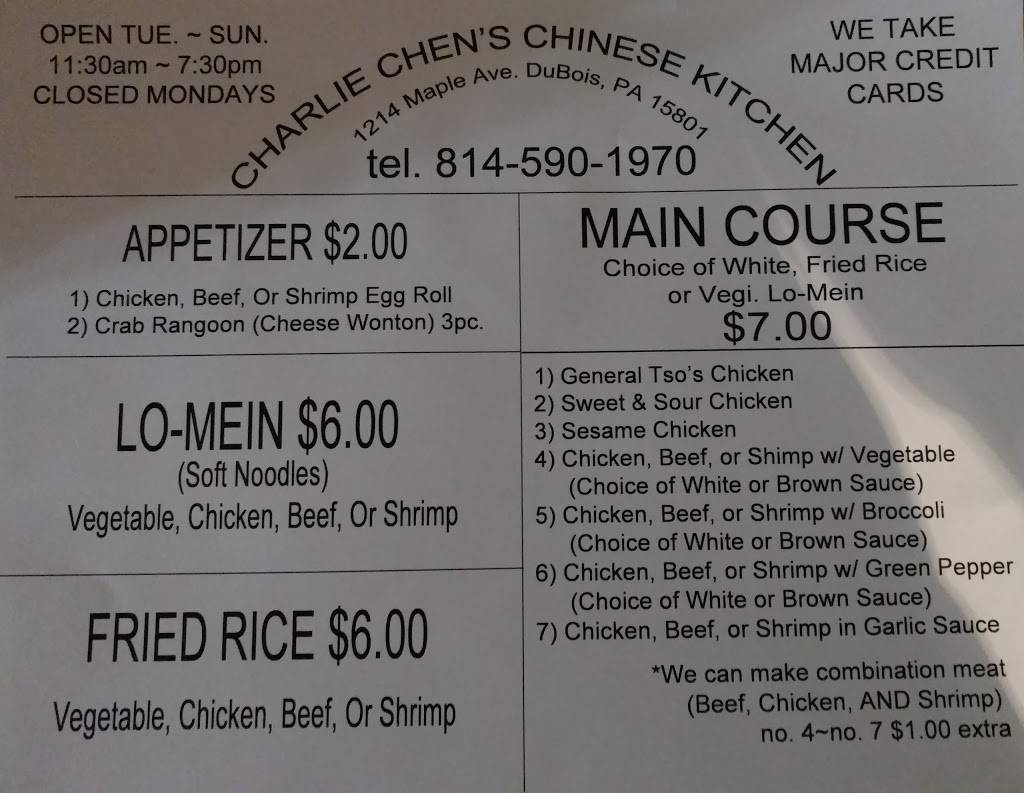 OPEN TUE. ~ SUN.
11:30am ~ 7:30pm
CLOSED MONDAYS
CHARLIE CHEN'S CHINESE KITCHEN
1214 Maple Ave. DuBois, PA 15801
tel. 814-590-1970
WE TAKE
MAJOR CREDIT
CARDS
APPETIZER $2.00
1) Chicken, Beef, Or Shrimp Egg Roll
2) Crab Rangoon (Cheese Wonton) 3pc.
LO-MEIN $6.00
(Soft Noodles)
Vegetable, Chicken, Beef, Or Shrimp
FRIED RICE $6.00
Vegetable, Chicken, Beef, Or Shrimp
MAIN COURSE
Choice of White, Fried Rice
or Vegi. Lo-Mein
$7.00
1) General Tso's Chicken
2) Sweet & Sour Chicken
3) Sesame Chicken
4) Chicken, Beef, or Shimp w/ Vegetable
(Choice of White or Brown Sauce)
5) Chicken, Beef, or Shrimp w/ Broccoli
(Choice of White or Brown Sauce)
6) Chicken, Beef, or Shrimp w/ Green Pepper
(Choice of White or Brown Sauce)
7) Chicken, Beef, or Shrimp in Garlic Sauce
*We can make combination meat
(Beef, Chicken, AND Shrimp)
no. 4~no. 7 $1.00 extra